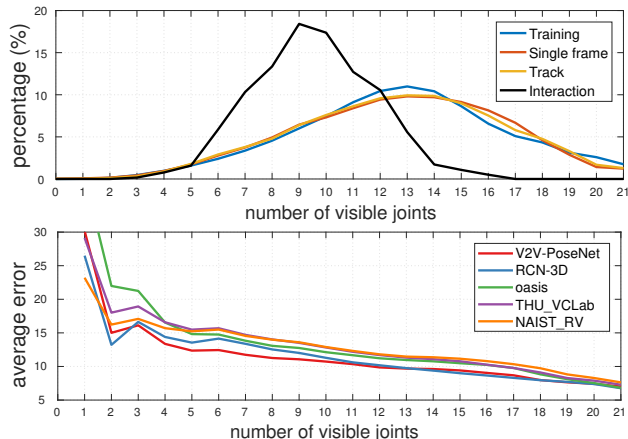 percentage (%)
20
15
10
5
0
Training
Single frame
Track
Interaction
0 1 2 3 4 5 6 7 8 9 10 11 12 13 14 15 16 17 18 19 20 21
number of visible joints
average error
30
25
20
15
10
5
V2V-PoseNet
RCN-3D
oasis
THU_VCLab
NAIST_RV
0 1 2 3 4 5 6 7 8 9 10 11 12 13 14 15 16 17 18 19 20 21
number of visible joints